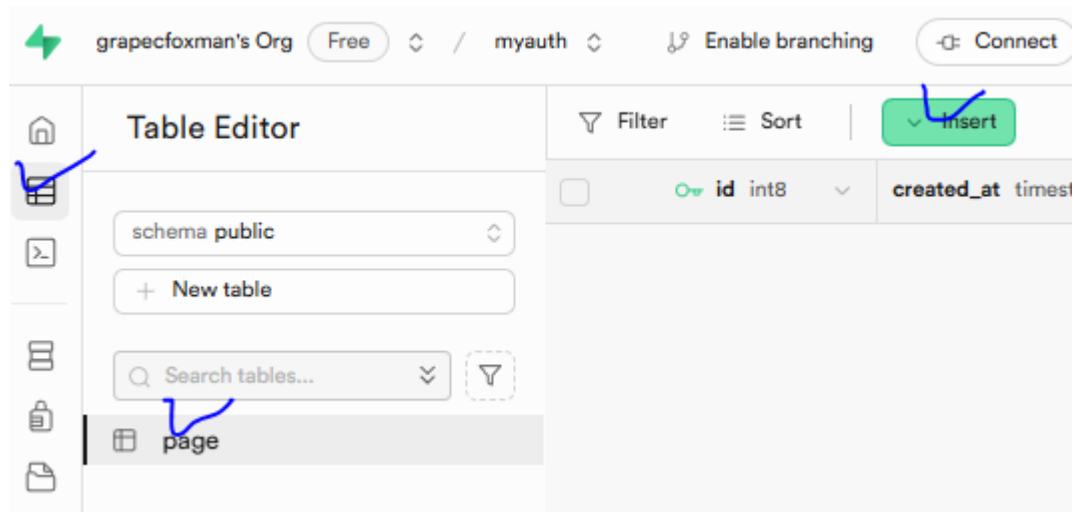 grapecfoxman's Org Free / myauth Enable branching Connect
Table Editor
Filter Sort Insert
id int8 created_at timest
schema public
+ New table
Search tables...
page